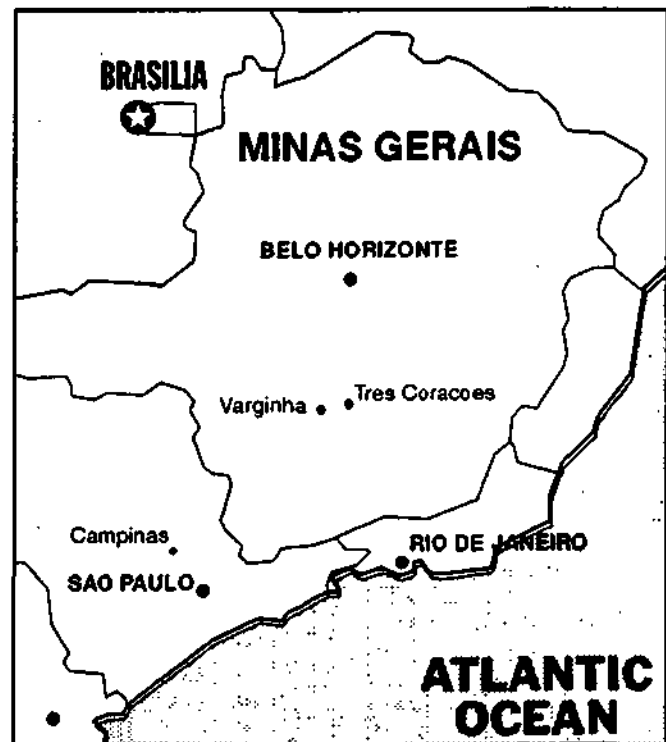 BRASILIA
MINAS GERAIS
BELO HORIZONTE
Varginha
Tres Coracoes
Campinas
RIO DE JANEIRO
SAO PAULO
ATLANTIC
OCEAN